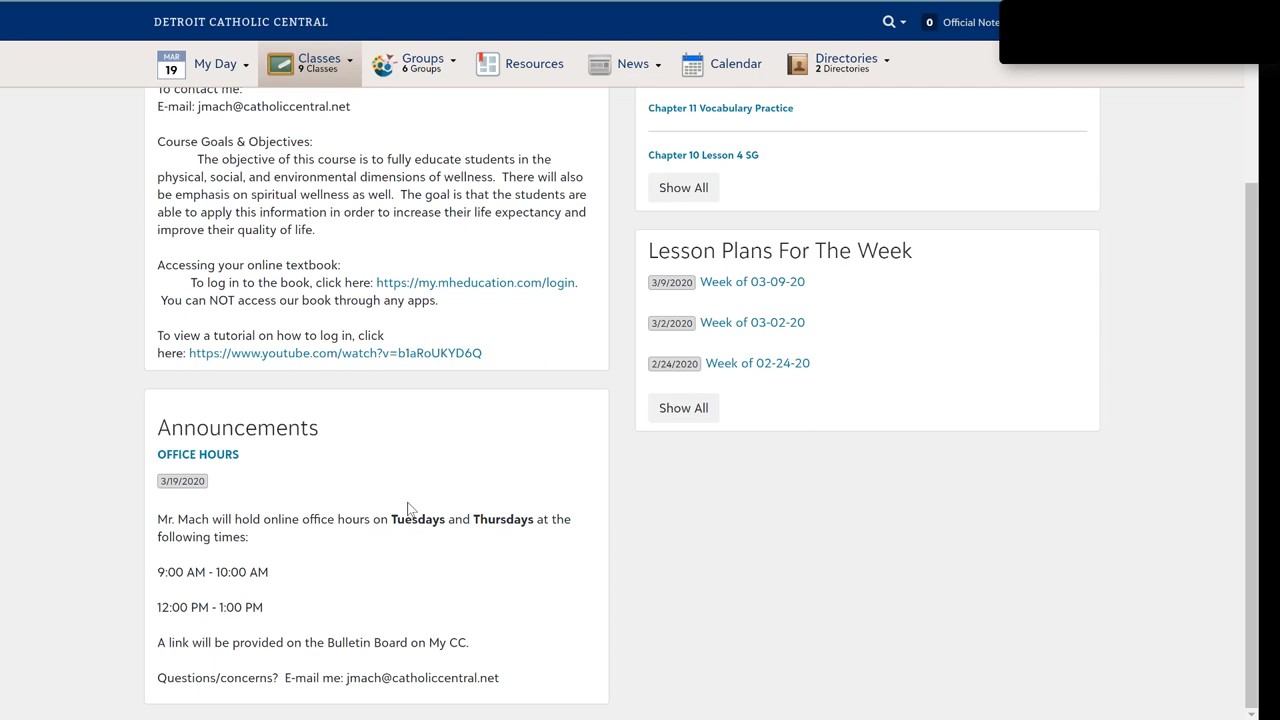 DETROIT CATHOLIC CENTRAL
0 Official Note
MAR
19
My Day
Classes
9 Classes
Groups
6 Groups
Resources
News
Calendar
Directories
2 Directories
To contact me:
E-mail: jmach@catholiccentral.net
Course Goals & Objectives:
The objective of this course is to fully educate students in the
physical, social, and environmental dimensions of wellness. There will also
be emphasis on spiritual wellness as well. The goal is that the students are
able to apply this information in order to increase their life expectancy and
improve their quality of life.
Accessing your online textbook:
To log in to the book, click here: https://my.mheducation.com/login.
You can NOT access our book through any apps.
To view a tutorial on how to log in, click
here: https://www.youtube.com/watch?v=b1aRoUKYD6Q
Announcements
OFFICE HOURS
3/19/2020
Mr. Mach will hold online office hours on Tuesdays and Thursdays at the
following times:
9:00 AM - 10:00 AM
12:00 PM - 1:00 PM
A link will be provided on the Bulletin Board on My CC.
Questions/concerns? E-mail me: jmach@catholiccentral.net
Chapter 11 Vocabulary Practice
Chapter 10 Lesson 4 SG
Show All
Lesson Plans For The Week
3/9/2020 Week of 03-09-20
3/2/2020 Week of 03-02-20
2/24/2020 Week of 02-24-20
Show All